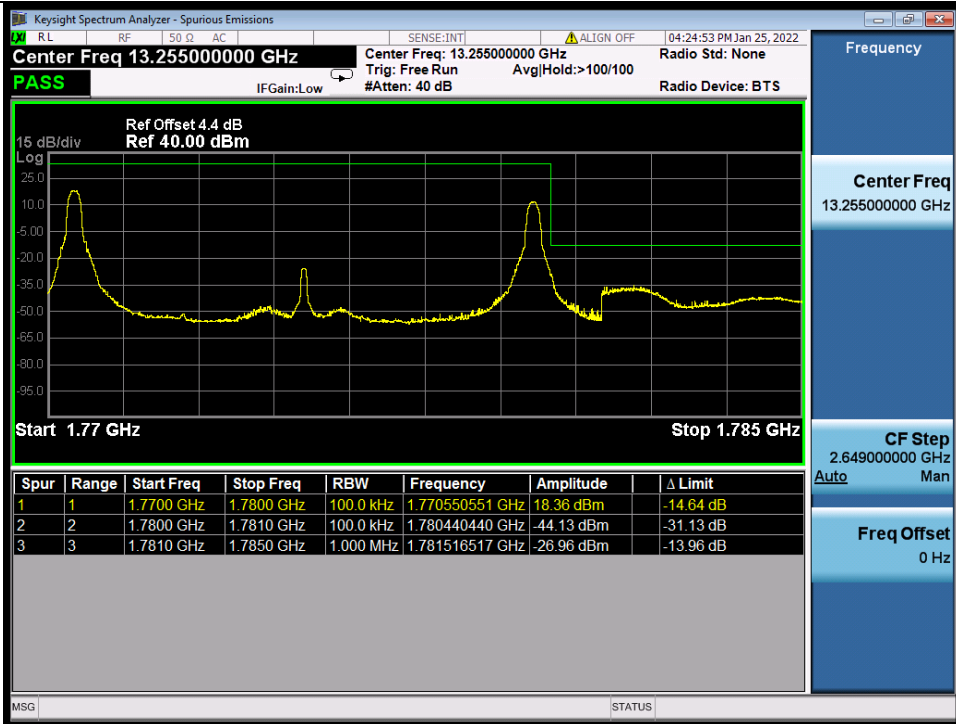 Keysight Spectrum Analyzer - Spurious Emissions
LXI RL RF 50 Ω AC SENSE:INT ALIGN OFF 04:24:53 PM Jan 25, 2022
Center Freq 13.255000000 GHz
Center Freq: 13.255000000 GHz
Radio Std: None
Trig: Free Run Avg|Hold:>100/100
PASS
IFGain:Low
#Atten: 40 dB
Radio Device: BTS
Ref Offset 4.4 dB
15 dB/div Ref 40.00 dBm
Log
25.0
10.0
-5.00
-20.0
-35.0
-50.0
-65.0
-80.0
-95.0
Start 1.77 GHz Stop 1.785 GHz
Spur Range Start Freq Stop Freq RBW Frequency Amplitude Δ Limit
1 1 1.7700 GHz 1.7800 GHz 100.0 kHz 1.770550551 GHz 18.36 dBm -14.64 dB
2 2 1.7800 GHz 1.7810 GHz 100.0 kHz 1.780440440 GHz -44.13 dBm -31.13 dB
3 3 1.7810 GHz 1.7850 GHz 1.000 MHz 1.781516517 GHz -26.96 dBm -13.96 dB
Frequency
Center Freq
13.255000000 GHz
CF Step
2.649000000 GHz
Auto Man
Freq Offset
0 Hz
MSG STATUS